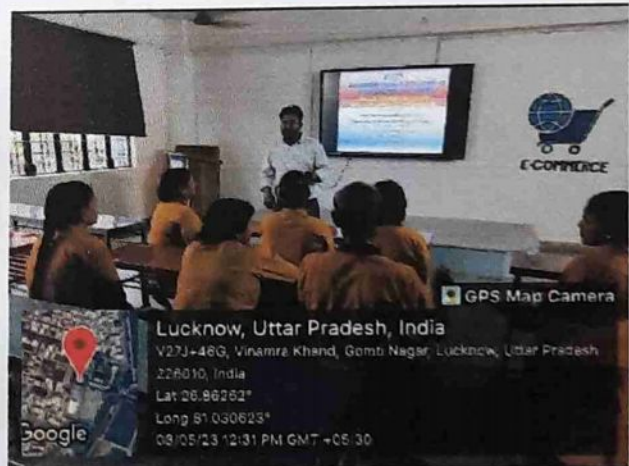 E-COMMERCE
GPS Map Camera
Lucknow, Uttar Pradesh, India
V27J+46G, Vinamra Khand, Gomti Nagar, Lucknow, Uttar Pradesh
226010, India
Lat 26.86262°
Long 81.030623°
Google
08/05/23 12:31 PM GMT +05:30